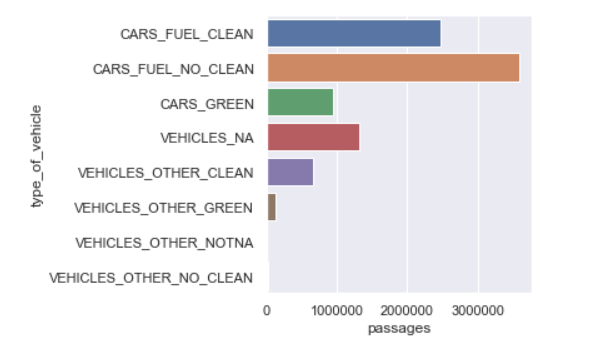 CARS_FUEL_CLEAN
CARS_FUEL_NO_CLEAN
CARS_GREEN
VEHICLES_NA
VEHICLES_OTHER_CLEAN
VEHICLES_OTHER_GREEN
VEHICLES_OTHER_NOTNA
VEHICLES_OTHER_NO_CLEAN
type_of_vehicle
0 1000000 2000000 3000000
passages